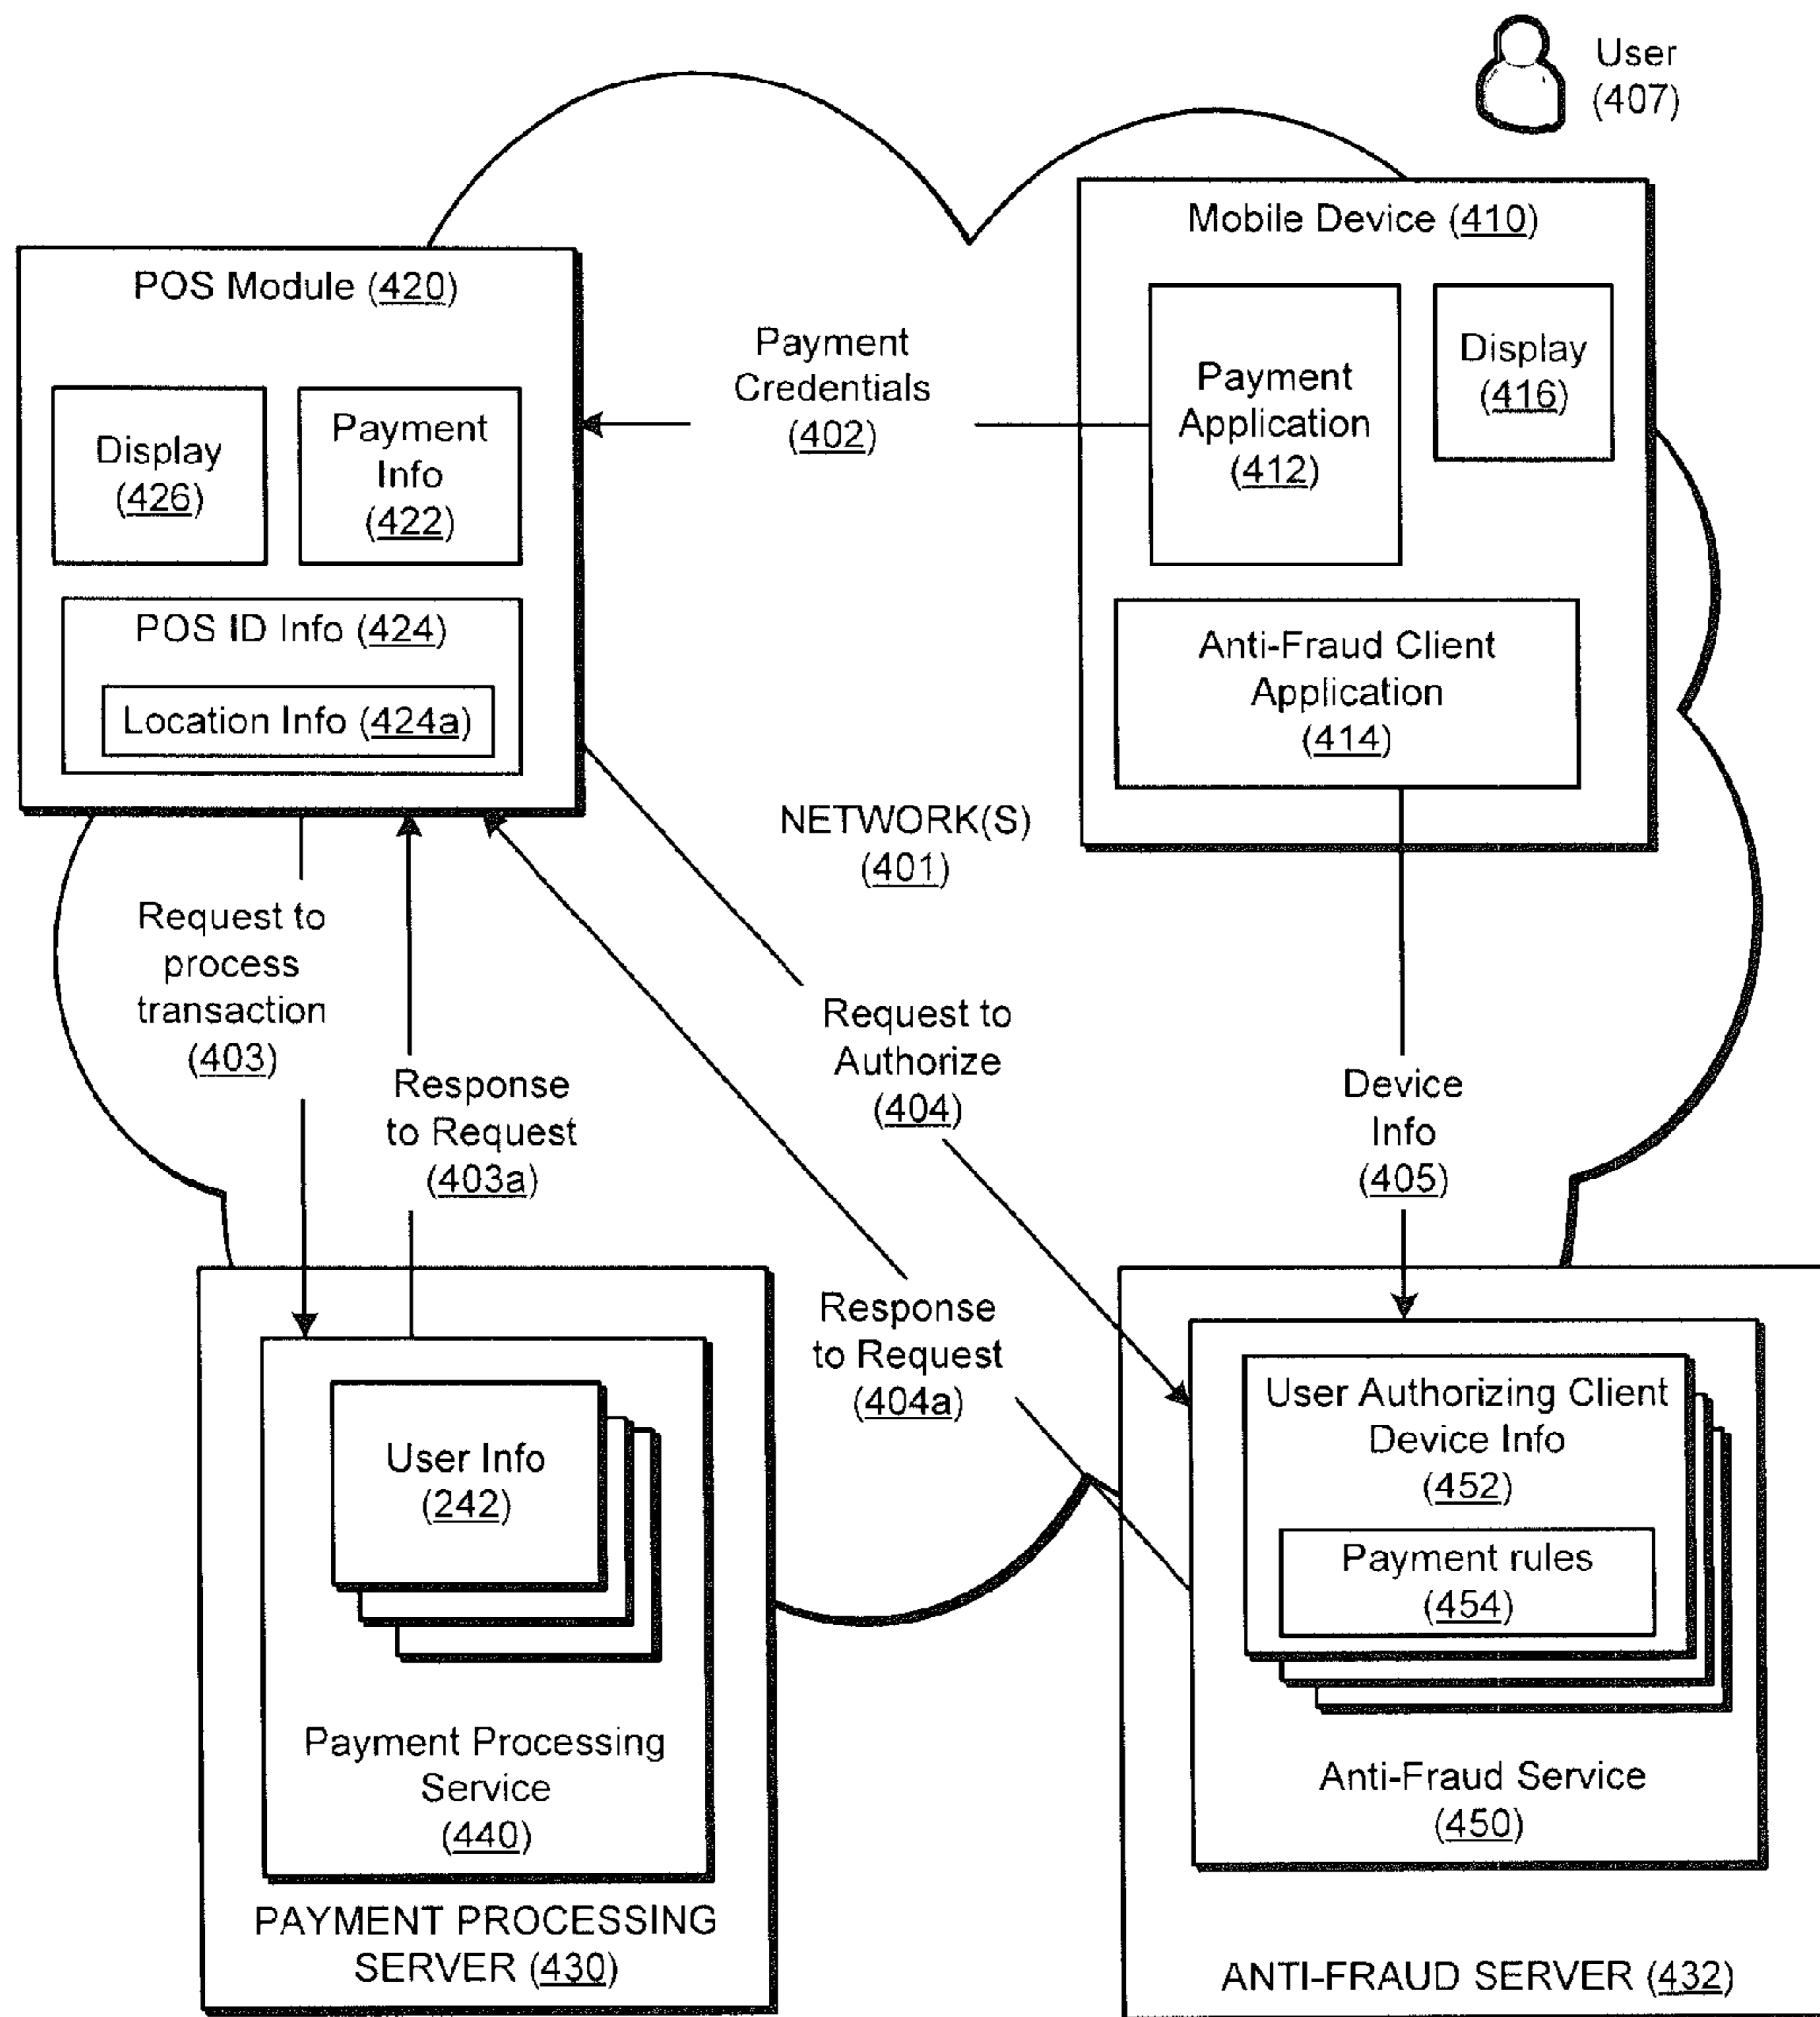 User
(407)
Mobile Device (410)
POS Module (420)
Payment
Credentials
(402)
Payment
Application
(412)
Display
(416)
Display
(426)
Payment
Info
(422)
POS ID Info (424)
Location Info (424a)
Anti-Fraud Client
Application
(414)
NETWORK(S)
(401)
Request to
process
transaction
(403)
Response
to Request
(403a)
Request to
Authorize
(404)
Device
Info
(405)
Response
to Request
(404a)
User Info
(242)
User Authorizing Client
Device Info
(452)
Payment rules
(454)
Payment Processing
Service
(440)
Anti-Fraud Service
(450)
PAYMENT PROCESSING
SERVER (430)
ANTI-FRAUD SERVER (432)